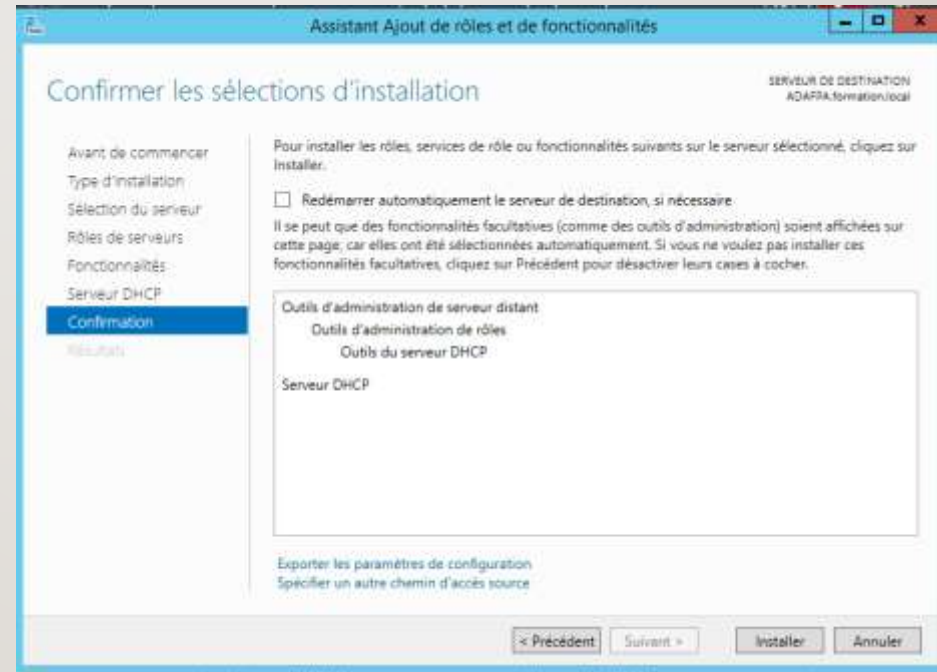 Assistant Ajout de rôles et de fonctionnalités
Confirmer les sélections d'installation
SERVEUR DE DESTINATION
ADAFPA.formation.local
Avant de commencer
Type d'installation
Sélection du serveur
Rôles de serveurs
Fonctionnalités
Serveur DHCP
Confirmation
Résultats
Pour installer les rôles, services de rôle ou fonctionnalités suivants sur le serveur sélectionné, cliquez sur
Installer.
Redémarrer automatiquement le serveur de destination, si nécessaire
Il se peut que des fonctionnalités facultatives (comme des outils d'administration) soient affichées sur
cette page, car elles ont été sélectionnées automatiquement. Si vous ne voulez pas installer ces
fonctionnalités facultatives, cliquez sur Précédent pour désactiver leurs cases à cocher.
Outils d'administration de serveur distant
Outils d'administration de rôles
Outils du serveur DHCP
Serveur DHCP
Exporter les paramètres de configuration
Spécifier un autre chemin d'accès source
< Précédent Suivant > Installer Annuler